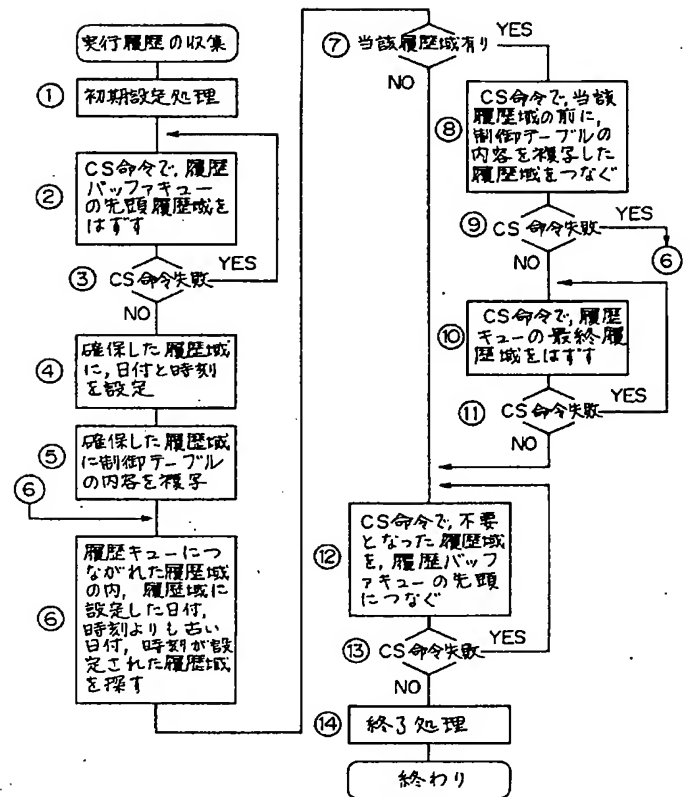 実行履歴の収集
① 初期設定処理
② CS命令で,履歴
バッファキュー
の先頭履歴域を
はずす
③ CS命令失敗
YES
NO
④ 確保した履歴域
に,日付と時刻
を設定
⑤ 確保した履歴域
に制御テーブル
の内容を複写
⑥
⑥ 履歴キューにつ
ながれた履歴域
の内, 履歴域に
設定した日付,
時刻よりも古い
日付, 時刻が設
定された履歴域
を探す
⑦ 当該履歴域有り
YES
NO
⑧ CS命令で,当該
履歴域の前に,
制御テーブルの
内容を複写した
履歴域をつなぐ
⑨ CS命令失敗
YES
⑥
NO
⑩ CS命令で,履歴
キューの最終履
歴域をはずす
⑪ CS命令失敗
YES
NO
⑫ CS命令で,不要
となった履歴域
を,履歴バッフ
ァキューの先頭
につなぐ
⑬ CS命令失敗
YES
NO
⑭ 終了処理
終わり